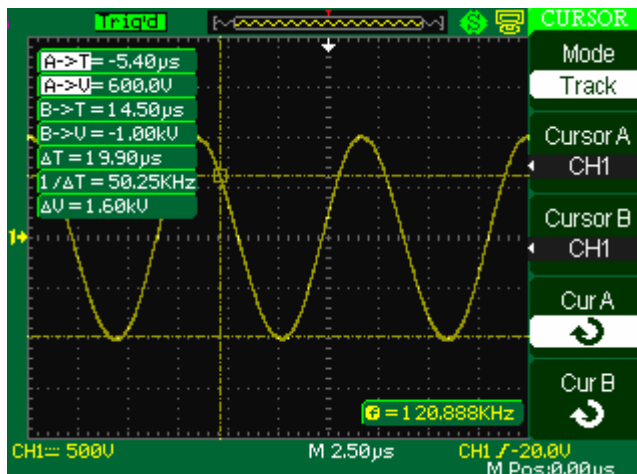 Trig'd
CURSOR
A->T=-5.40µs
A->V=600.0V
B->T=14.50µs
B->V=-1.00kV
ΔT=19.90µs
1/ΔT=50.25KHz
ΔV=1.60kV
Mode
Track
Cursor A
CH1
Cursor B
CH1
Cur A
Cur B
1
f=120.888KHz
CH1 500V
M 2.50µs
CH1 -20.0V
M Pos:0.00µs